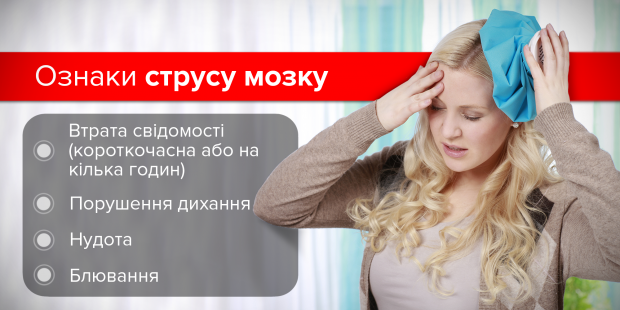 Ознаки струсу мозку
Втрата свідомості
(короткочасна або на
кілька годин)
Порушення дихання
Нудота
Блювання